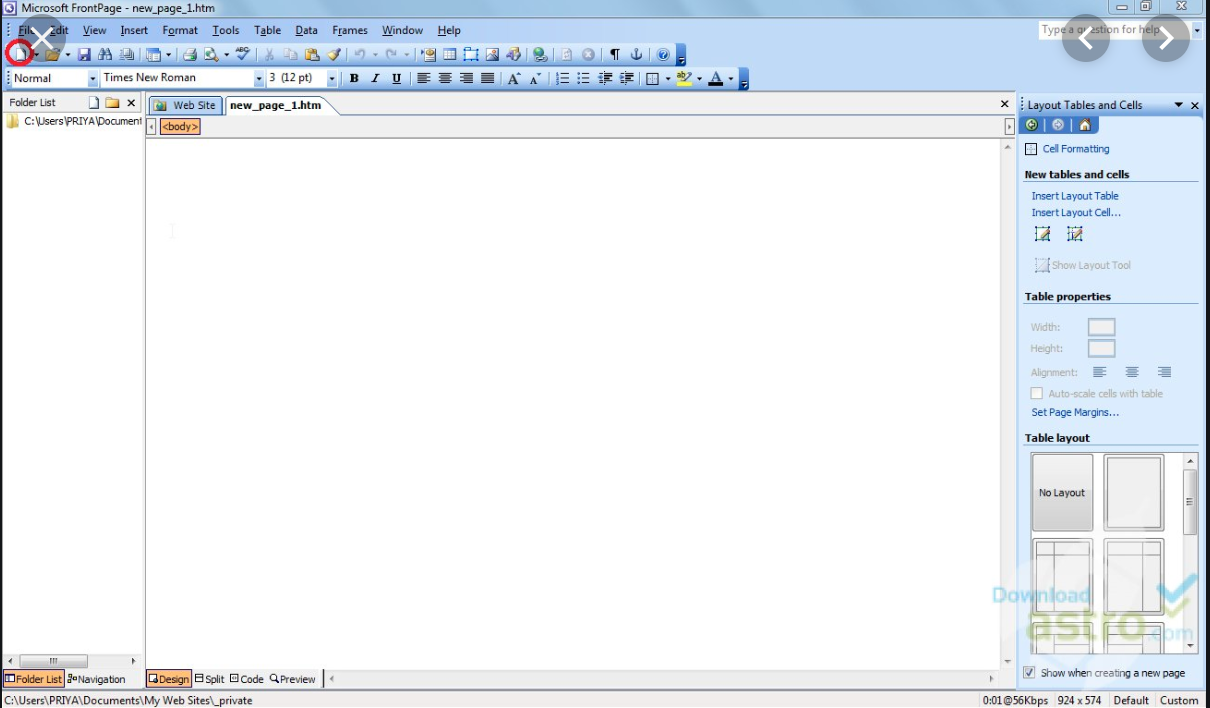 Microsoft FrontPage - new_page_1.htm
File Edit View Insert Format Tools Table Data Frames Window Help
Type a question for help
Normal Times New Roman 3 (12 pt) B I U A A ab A
Folder List
Web Site new_page_1.htm
Layout Tables and Cells
C:\Users\PRIYA\Document
<body>
Cell Formatting
New tables and cells
Insert Layout Table
Insert Layout Cell...
Show Layout Tool
Table properties
Width:
Height:
Alignment:
Auto-scale cells with table
Set Page Margins...
Table layout
No Layout
Download
astro.com
Show when creating a new page
Folder List Navigation Design Split Code Preview
C:\Users\PRIYA\Documents\My Web Sites\_private 0:01@56Kbps 924 x 574 Default Custom